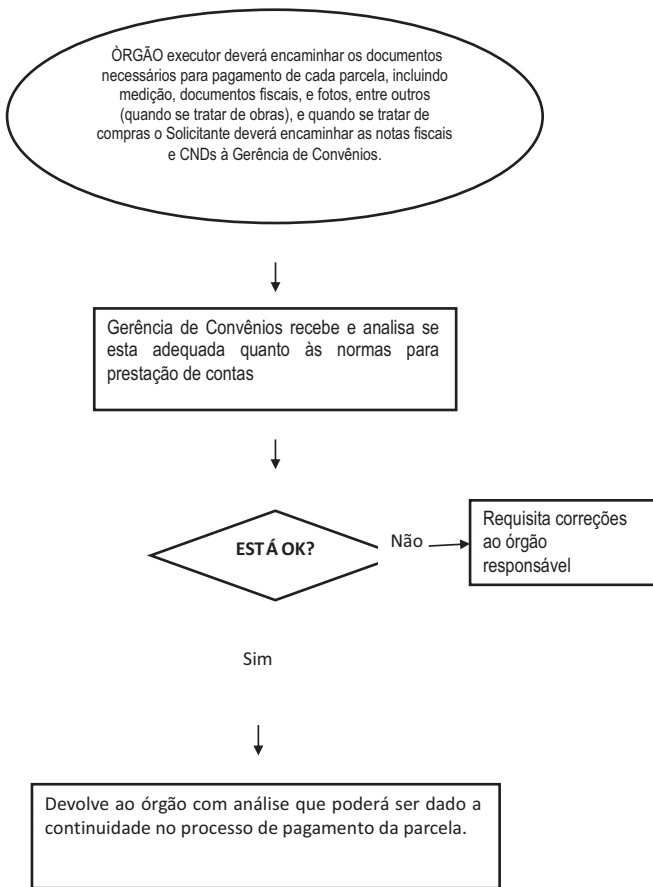 ÒRGÃO executor deverá encaminhar os documentos
necessários para pagamento de cada parcela, incluindo
medição, documentos fiscais, e fotos, entre outros
(quando se tratar de obras), e quando se tratar de
compras o Solicitante deverá encaminhar as notas fiscais
e CNDs à Gerência de Convênios.
Gerência de Convênios recebe e analisa se
esta adequada quanto às normas para
prestação de contas
ESTÁ OK?
Não
Requisita correções
ao órgão
responsável
Sim
Devolve ao órgão com análise que poderá ser dado a
continuidade no processo de pagamento da parcela.